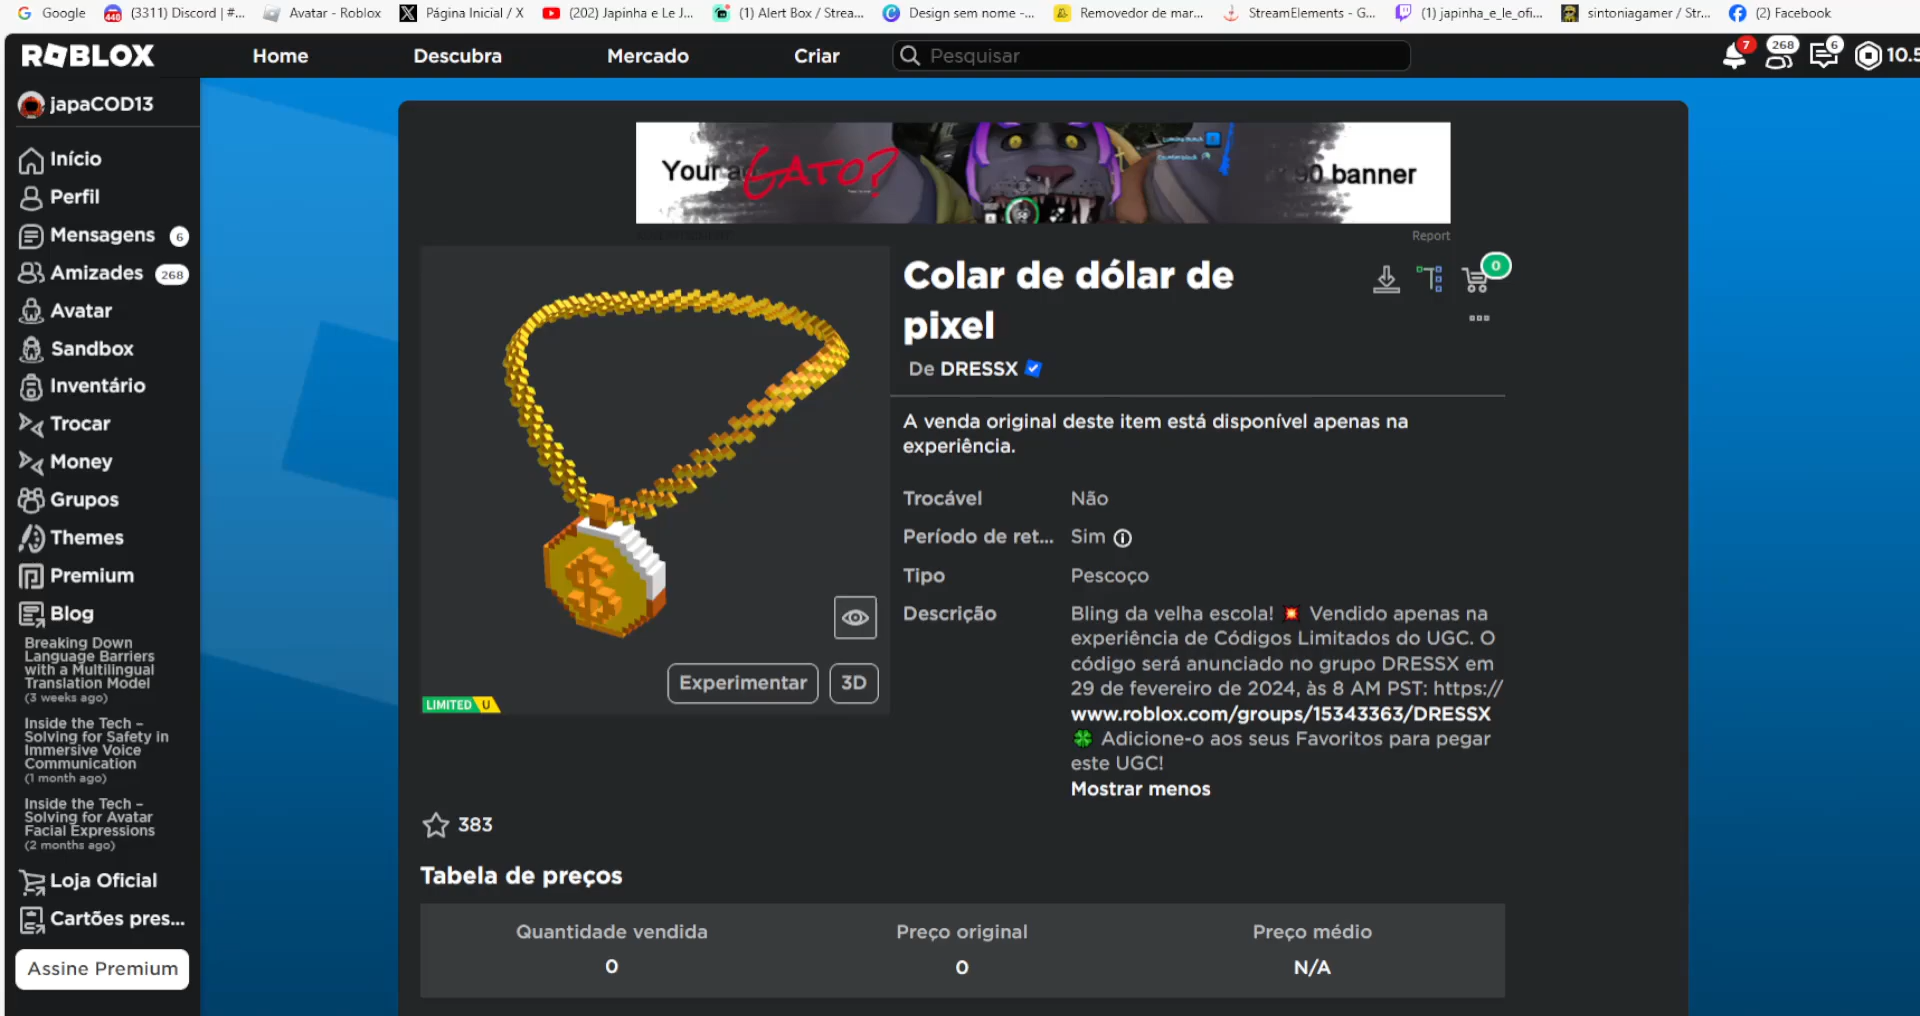 Google
(3311) Discord | #...
Avatar - Roblox
Página Inicial / X
(202) Japinha e Le J...
(1) Alert Box / Strea...
Design sem nome -...
Removedor de mar...
StreamElements - G...
(1) japinha_e_le_ofi...
sintoniagamer / Str...
(2) Facebook
ROBLOX
Home
Descubra
Mercado
Criar
Pesquisar
7
268
6
10.5
japaCOD13
Início
Perfil
Mensagens 6
Amizades 268
Avatar
Sandbox
Inventário
Trocar
Money
Grupos
Themes
Premium
Blog
Breaking Down
Language Barriers
with a Multilingual
Translation Model
(3 weeks ago)
Inside the Tech –
Solving for Safety in
Immersive Voice
Communication
(1 month ago)
Inside the Tech –
Solving for Avatar
Facial Expressions
(2 months ago)
Loja Oficial
Cartões pres...
Assine Premium
Your
GATO?
90 banner
Report
Colar de dólar de
pixel
0
De DRESSX
A venda original deste item está disponível apenas na
experiência.
Trocável Não
Período de ret... Sim
Tipo Pescoço
Descrição Bling da velha escola! 💥 Vendido apenas na
experiência de Códigos Limitados do UGC. O
código será anunciado no grupo DRESSX em
29 de fevereiro de 2024, às 8 AM PST: https://
www.roblox.com/groups/15343363/DRESSX
🍀 Adicione-o aos seus Favoritos para pegar
este UGC!
Mostrar menos
$
Experimentar
3D
LIMITED U
383
Tabela de preços
Quantidade vendida Preço original Preço médio
0 0 N/A